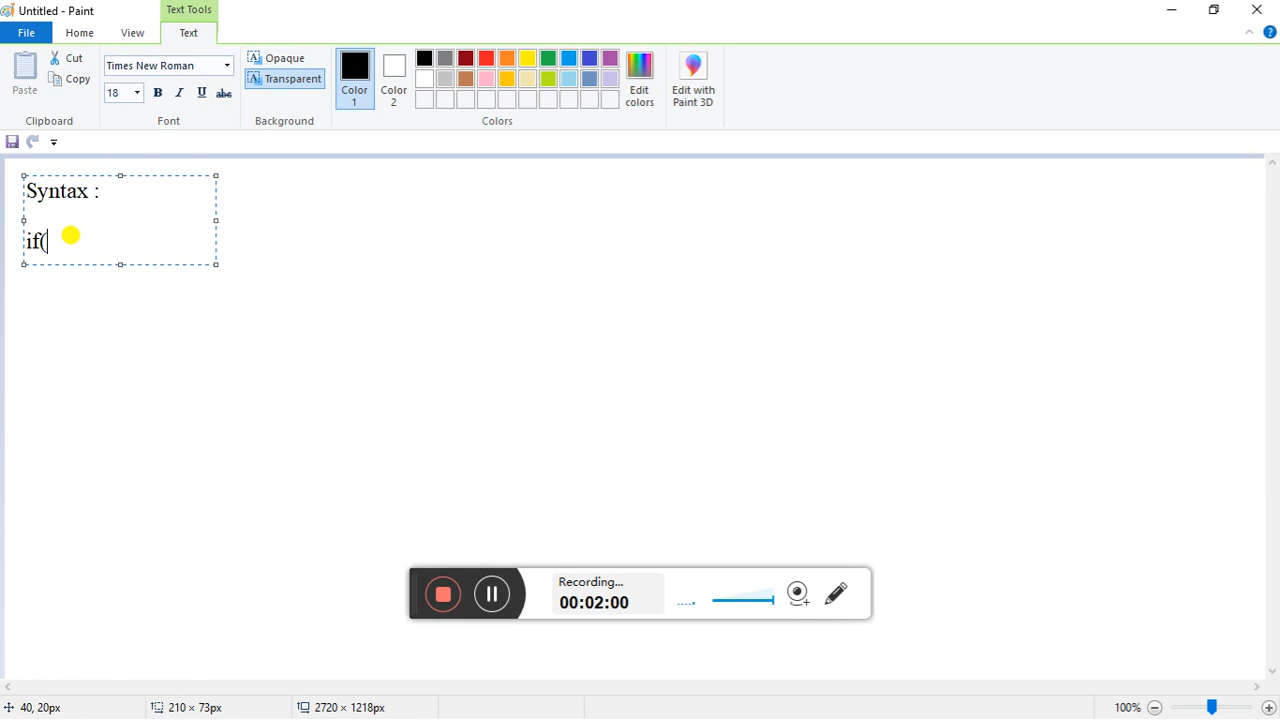 Untitled - Paint
Text Tools
File
Home
View
Text
Paste
Cut
Copy
Clipboard
Times New Roman
18
B I U abc
Font
Opaque
Transparent
Background
Color 1
Color 2
Edit colors
Colors
Edit with Paint 3D
Syntax :
if(
Recording...
00:02:00
40, 20px
210 × 73px
2720 × 1218px
100%